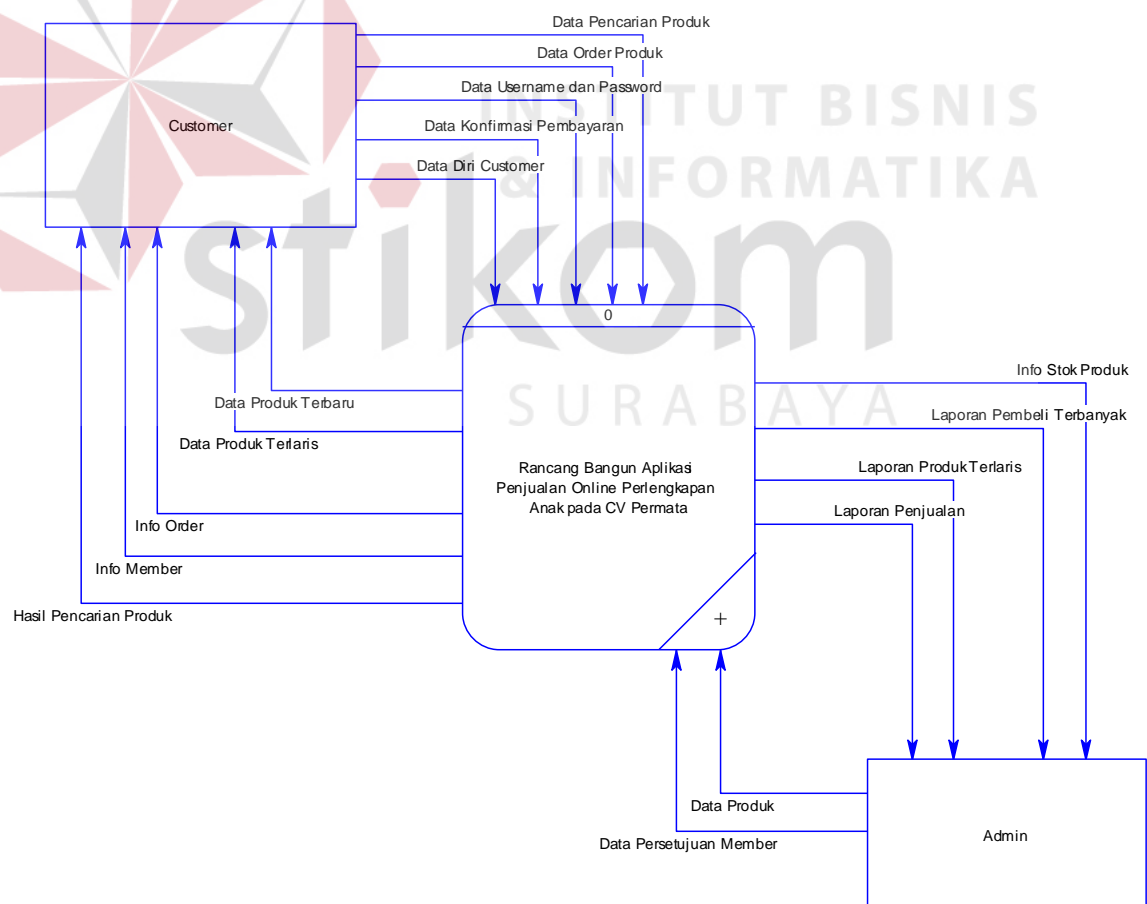 Data Pencarian Produk
Data Order Produk
Data Username dan Password
Data Konfirmasi Pembayaran
Data Diri Customer
Customer
INSTITUT BISNIS
& INFORMATIKA
stikom
SURABAYA
0
Rancang Bangun Aplikasi
Penjualan Online Perlengkapan
Anak pada CV Permata
+
Data Produk Terbaru
Data Produk Terlaris
Info Order
Info Member
Hasil Pencarian Produk
Info Stok Produk
Laporan Pembeli Terbanyak
Laporan Produk Terlaris
Laporan Penjualan
Data Produk
Data Persetujuan Member
Admin